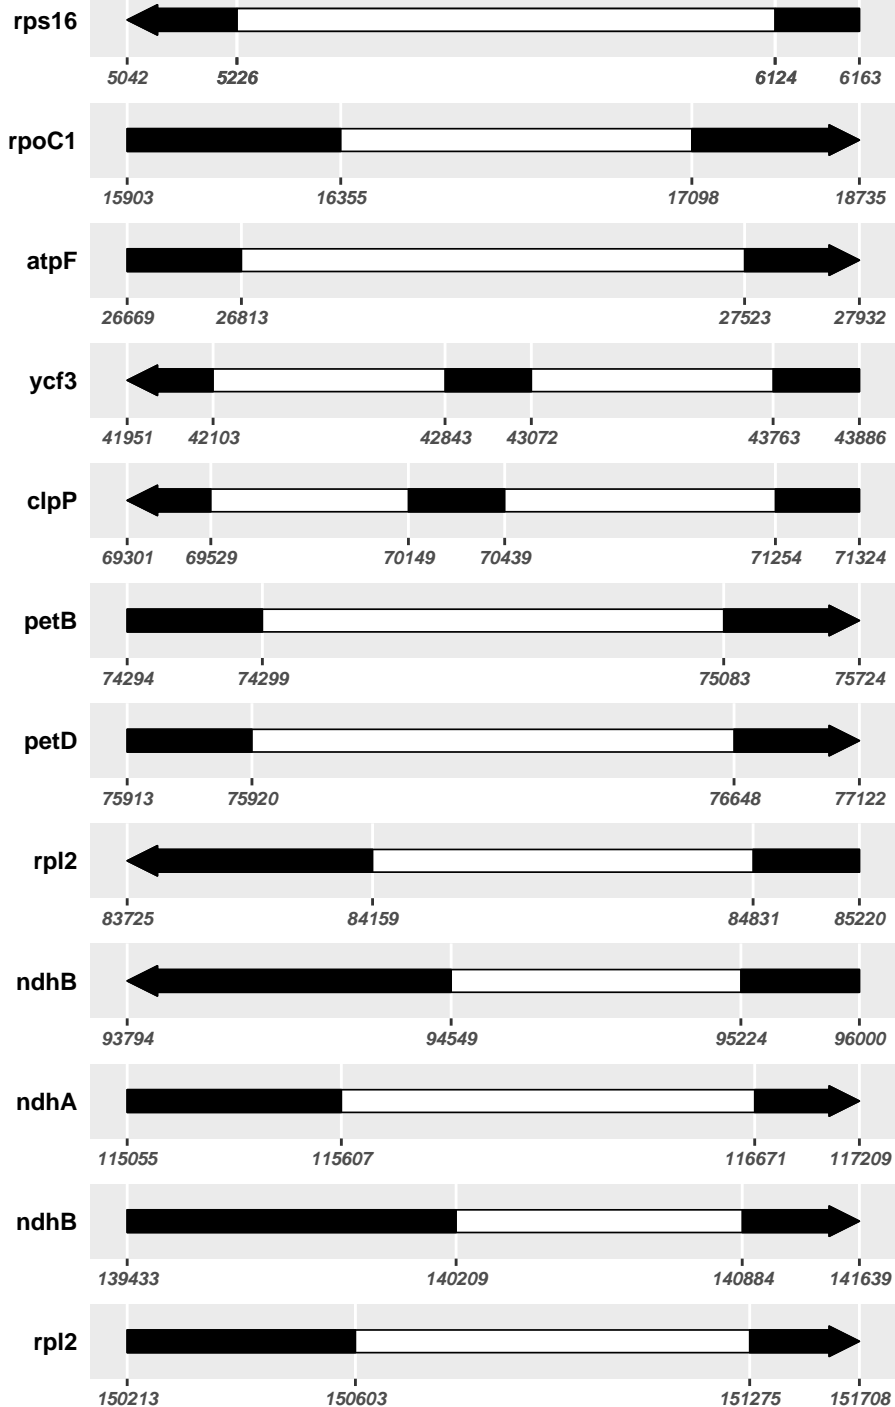 rps16
5042 5226 6124 6163
rpoC1
15903 16355 17098 18735
atpF
26669 26813 27523 27932
ycf3
41951 42103 42843 43072 43763 43886
clpP
69301 69529 70149 70439 71254 71324
petB
74294 74299 75083 75724
petD
75913 75920 76648 77122
rpl2
83725 84159 84831 85220
ndhB
93794 94549 95224 96000
ndhA
115055 115607 116671 117209
ndhB
139433 140209 140884 141639
rpl2
150213 150603 151275 151708